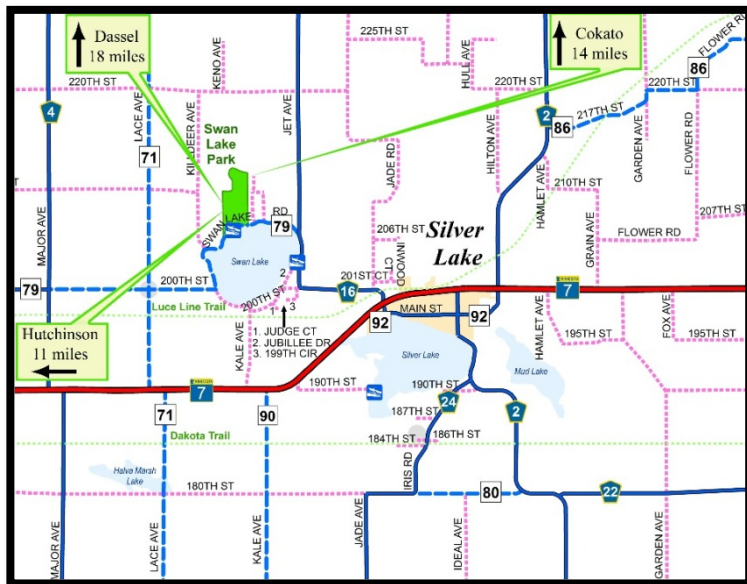 Dassel
18 miles
Cokato
14 miles
225TH ST
FLOWER RD
86
KENO AVE
HULL AVE
220TH ST
220TH ST
220TH ST
4
LACE AVE
KILLDEER AVE
JET AVE
2
217TH ST
86
71
Swan
Lake
Park
HILTON AVE
GARDEN AVE
FLOWER RD
JADE RD
HAMLET AVE
210TH ST
MAJOR AVE
SWAN LAKE RD
79
206TH ST
207TH ST
GRAIN AVE
FLOWER RD
Silver
Lake
INWOOD CT
Swan Lake
201ST CT
79
200TH ST
2
16
7
200TH ST
Luce Line Trail
1
3
MAIN ST
92
92
Hutchinson
11 miles
1. JUDGE CT
2. JUBILLEE DR
3. 199TH CIR
KALE AVE
HAMLET AVE
FOX AVE
195TH ST
195TH ST
Silver Lake
Mud Lake
7
190TH ST
190TH ST
71
90
24
2
187TH ST
Dakota Trail
184TH ST
186TH ST
IRIS RD
Halva Marsh
Lake
180TH ST
80
22
MAJOR AVE
LACE AVE
KALE AVE
JADE AVE
IDEAL AVE
GARDEN AVE